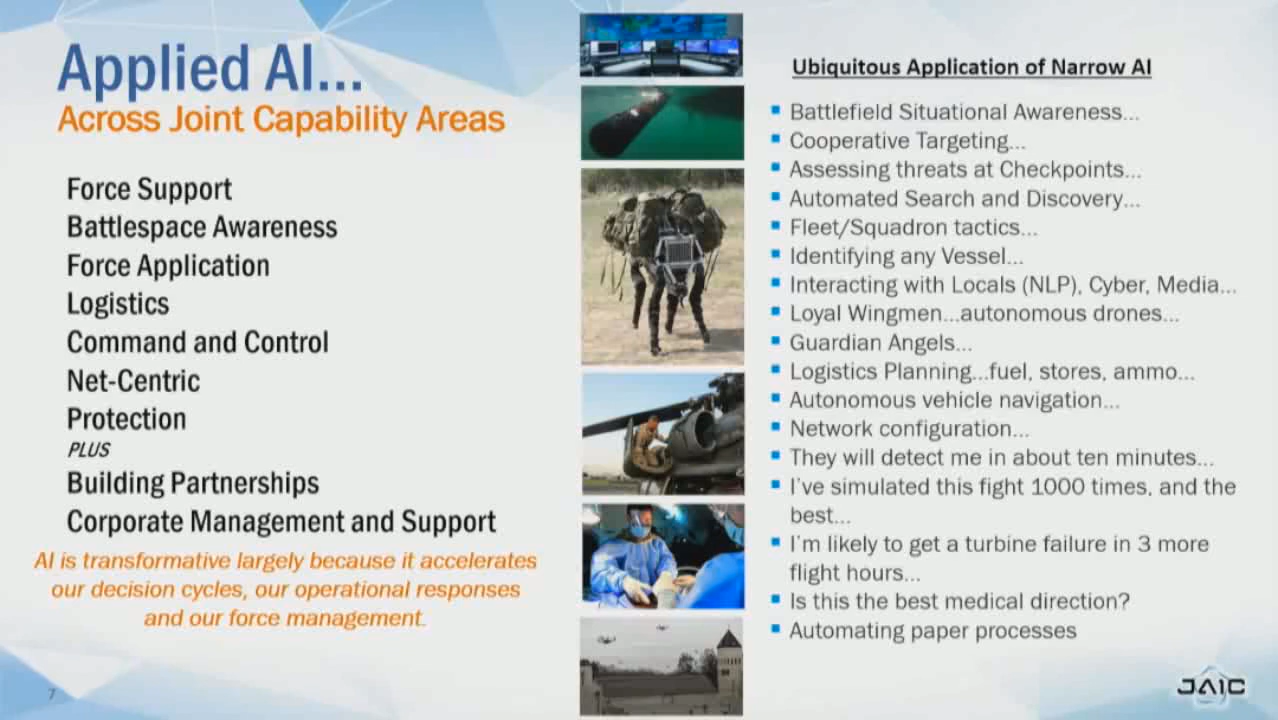 Applied AI...
Across Joint Capability Areas
Force Support
Battlespace Awareness
Force Application
Logistics
Command and Control
Net-Centric
Protection
PLUS
Building Partnerships
Corporate Management and Support
AI is transformative largely because it accelerates
our decision cycles, our operational responses
and our force management.
7
Ubiquitous Application of Narrow AI
▪ Battlefield Situational Awareness...
▪ Cooperative Targeting...
▪ Assessing threats at Checkpoints...
▪ Automated Search and Discovery...
▪ Fleet/Squadron tactics...
▪ Identifying any Vessel...
▪ Interacting with Locals (NLP), Cyber, Media...
▪ Loyal Wingmen...autonomous drones...
▪ Guardian Angels...
▪ Logistics Planning...fuel, stores, ammo...
▪ Autonomous vehicle navigation...
▪ Network configuration...
▪ They will detect me in about ten minutes...
▪ I've simulated this fight 1000 times, and the
best...
▪ I'm likely to get a turbine failure in 3 more
flight hours...
▪ Is this the best medical direction?
▪ Automating paper processes
JAIC